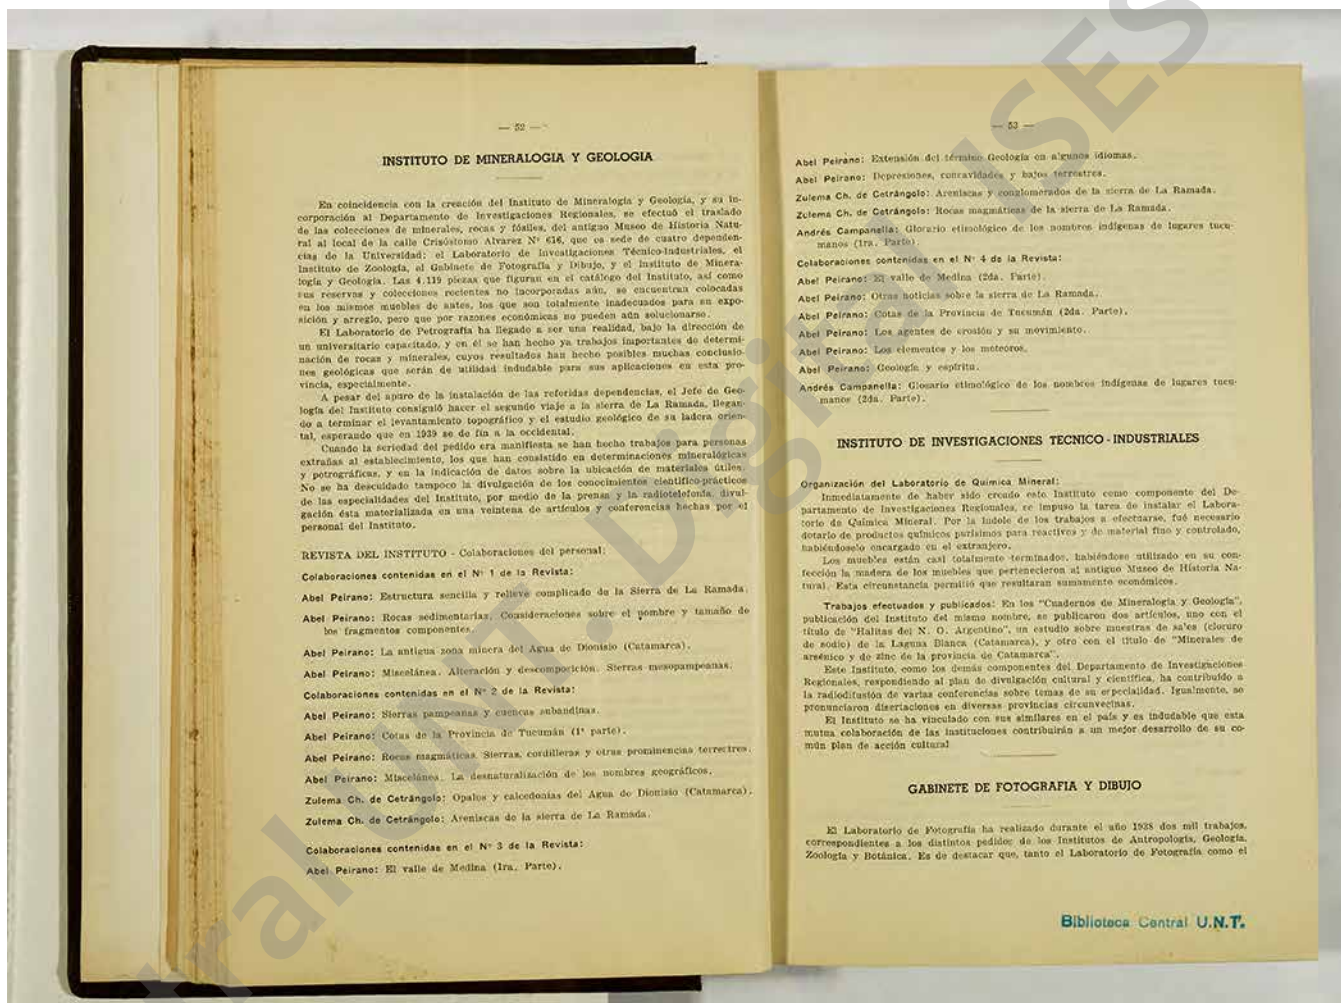 — 52 —
INSTITUTO DE MINERALOGIA Y GEOLOGIA
En coincidencia con la creación del Instituto de Mineralogía y Geología, y su in-
corporación al Departamento de Investigaciones Regionales, se efectuó el traslado
de las colecciones de minerales, rocas y fósiles, del antiguo Museo de Historia Natu-
ral al local de la calle Crisóstomo Alvarez Nº 616, que es sede de cuatro dependen-
cias de la Universidad: el Laboratorio de Investigaciones Técnico-Industriales, el
Instituto de Zoología, el Gabinete de Fotografía y Dibujo, y el Instituto de Minera-
logía y Geología. Las 4.119 piezas que figuran en el catálogo del Instituto, así como
sus reservas y colecciones recientes no incorporadas aún, se encuentran colocadas
en los mismos muebles de antes, los que son totalmente inadecuados para su expo-
sición y arreglo, pero que por razones económicas no pueden aún solucionarse.
El Laboratorio de Petrografía ha llegado a ser una realidad, bajo la dirección de
un universitario capacitado, y en él se han hecho ya trabajos importantes de determi-
nación de rocas y minerales, cuyos resultados han hecho posibles muchas conclusio-
nes geológicas que serán de utilidad indudable para sus aplicaciones en esta pro-
vincia, especialmente.
A pesar del apuro de la instalación de las referidas dependencias, el Jefe de Geo-
logía del Instituto consiguió hacer el segundo viaje a la sierra de La Ramada, llegan-
do a terminar el levantamiento topográfico y el estudio geológico de su ladera orien-
tal, esperando que en 1939 se de fin a la occidental.
Cuando la seriedad del pedido era manifiesta se han hecho trabajos para personas
extrañas al establecimiento, los que han consistido en determinaciones mineralógicas
y petrográficas, y en la indicación de datos sobre la ubicación de materiales útiles.
No se ha descuidado tampoco la divulgación de los conocimientos científico-prácticos
de las especialidades del Instituto, por medio de la prensa y la radiotelefonía, divul-
gación ésta materializada en una veintena de artículos y conferencias hechas por el
personal del Instituto.
REVISTA DEL INSTITUTO - Colaboraciones del personal:
Colaboraciones contenidas en el Nº 1 de la Revista:
Abel Peirano: Estructura sencilla y relieve complicado de la Sierra de La Ramada.
Abel Peirano: Rocas sedimentarias. Consideraciones sobre el nombre y tamaño de
los fragmentos componentes.
Abel Peirano: La antigua zona minera del Agua de Dionisio (Catamarca).
Abel Peirano: Miscelánea. Alteración y descomposición. Sierras mesopampeanas.
Colaboraciones contenidas en el Nº 2 de la Revista:
Abel Peirano: Sierras pampeanas y cuencas subandinas.
Abel Peirano: Cotas de la Provincia de Tucumán (1ª parte).
Abel Peirano: Rocas magmáticas. Sierras, cordilleras y otras prominencias terrectres.
Abel Peirano: Miscelánea. La desnaturalización de los nombres geográficos.
Zulema Ch. de Cetrángolo: Opalos y calcedonias del Agua de Dionisio (Catamarca).
Zulema Ch. de Cetrángolo: Areniscas de la sierra de La Ramada.
Colaboraciones contenidas en el Nº 3 de la Revista:
Abel Peirano: El valle de Medina (1ra. Parte).
— 53 —
Abel Peirano: Extensión del término Geología en algunos idiomas.
Abel Peirano: Depresiones, concavidades y bajos terrestres.
Zulema Ch. de Cetrángolo: Areniscas y conglomerados de la sierra de La Ramada.
Zulema Ch. de Cetrángolo: Rocas magmáticas de la sierra de La Ramada.
Andrés Campanella: Glorario etimológico de los nombres indígenas de lugares tucu-
manos (1ra. Parte).
Colaboraciones contenidas en el Nº 4 de la Revista:
Abel Peirano: El valle de Medina (2da. Parte).
Abel Peirano: Otras noticias sobre la sierra de La Ramada.
Abel Peirano: Cotas de la Provincia de Tucumán (2da. Parte).
Abel Peirano: Los agentes de erosión y su movimiento.
Abel Peirano: Los elementos y los meteoros.
Abel Peirano: Geología y espíritu.
Andrés Campanella: Glosario etimológico de los nombres indígenas de lugares tucu-
manos (2da. Parte).
INSTITUTO DE INVESTIGACIONES TECNICO - INDUSTRIALES
Organización del Laboratorio de Química Mineral:
Inmediatamente de haber sido creado este Instituto como componente del De-
partamento de Investigaciones Regionales, se impuso la tarea de instalar el Labora-
torio de Química Mineral. Por la índole de los trabajos a efectuarse, fué necesario
dotarlo de productos químicos purísimos para reactivos y de material fino y controlado,
habiéndoselo encargado en el extranjero.
Los muebles están casi totalmente terminados, habiéndose utilizado en su con-
fección la madera de los muebles que pertenecieron al antiguo Museo de Historia Na-
tural. Esta circunstancia permitió que resultaran sumamente económicos.
Trabajos efectuados y publicados: En los "Cuadernos de Mineralogía y Geología",
publicación del Instituto del mismo nombre, se publicaron dos artículos, uno con el
título de "Halitas del N. O. Argentino", un estudio sobre muestras de sales (cloruro
de sodio) de la Laguna Blanca (Catamarca), y otro con el título de "Minerales de
arsénico y de zinc de la provincia de Catamarca".
Este Instituto, como los demás componentes del Departamento de Investigaciones
Regionales, respondiendo al plan de divulgación cultural y científica, ha contribuido a
la radiodifusión de varias conferencias sobre temas de su erpecialidad. Igualmente, se
pronunciaron disertaciones en diversas provincias circunvecinas.
El Instituto se ha vinculado con sus similares en el país y es indudable que esta
mutua colaboración de las instituciones contribuirán a un mejor desarrollo de su co-
mún plan de acción cultural
GABINETE DE FOTOGRAFIA Y DIBUJO
El Laboratorio de Fotografía ha realizado durante el año 1938 dos mil trabajos,
correspondientes a los distintos pedidos de los Institutos de Antropología, Geología,
Zoología y Botánica. Es de destacar que, tanto el Laboratorio de Fotografía como el
Biblioteca Central U.N.T.
tral UNT. Digital USES